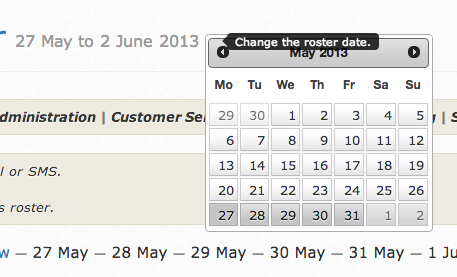 27 May to 2 June 2013
Change the roster date.
May 2013
Mo Tu We Th Fr Sa Su
29 30 1 2 3 4 5
6 7 8 9 10 11 12
13 14 15 16 17 18 19
20 21 22 23 24 25 26
27 28 29 30 31 1 2
dministration | Customer Se | S
l or SMS.
s roster.
w — 27 May — 28 May — 29 May — 30 May — 31 May — 1 Ju